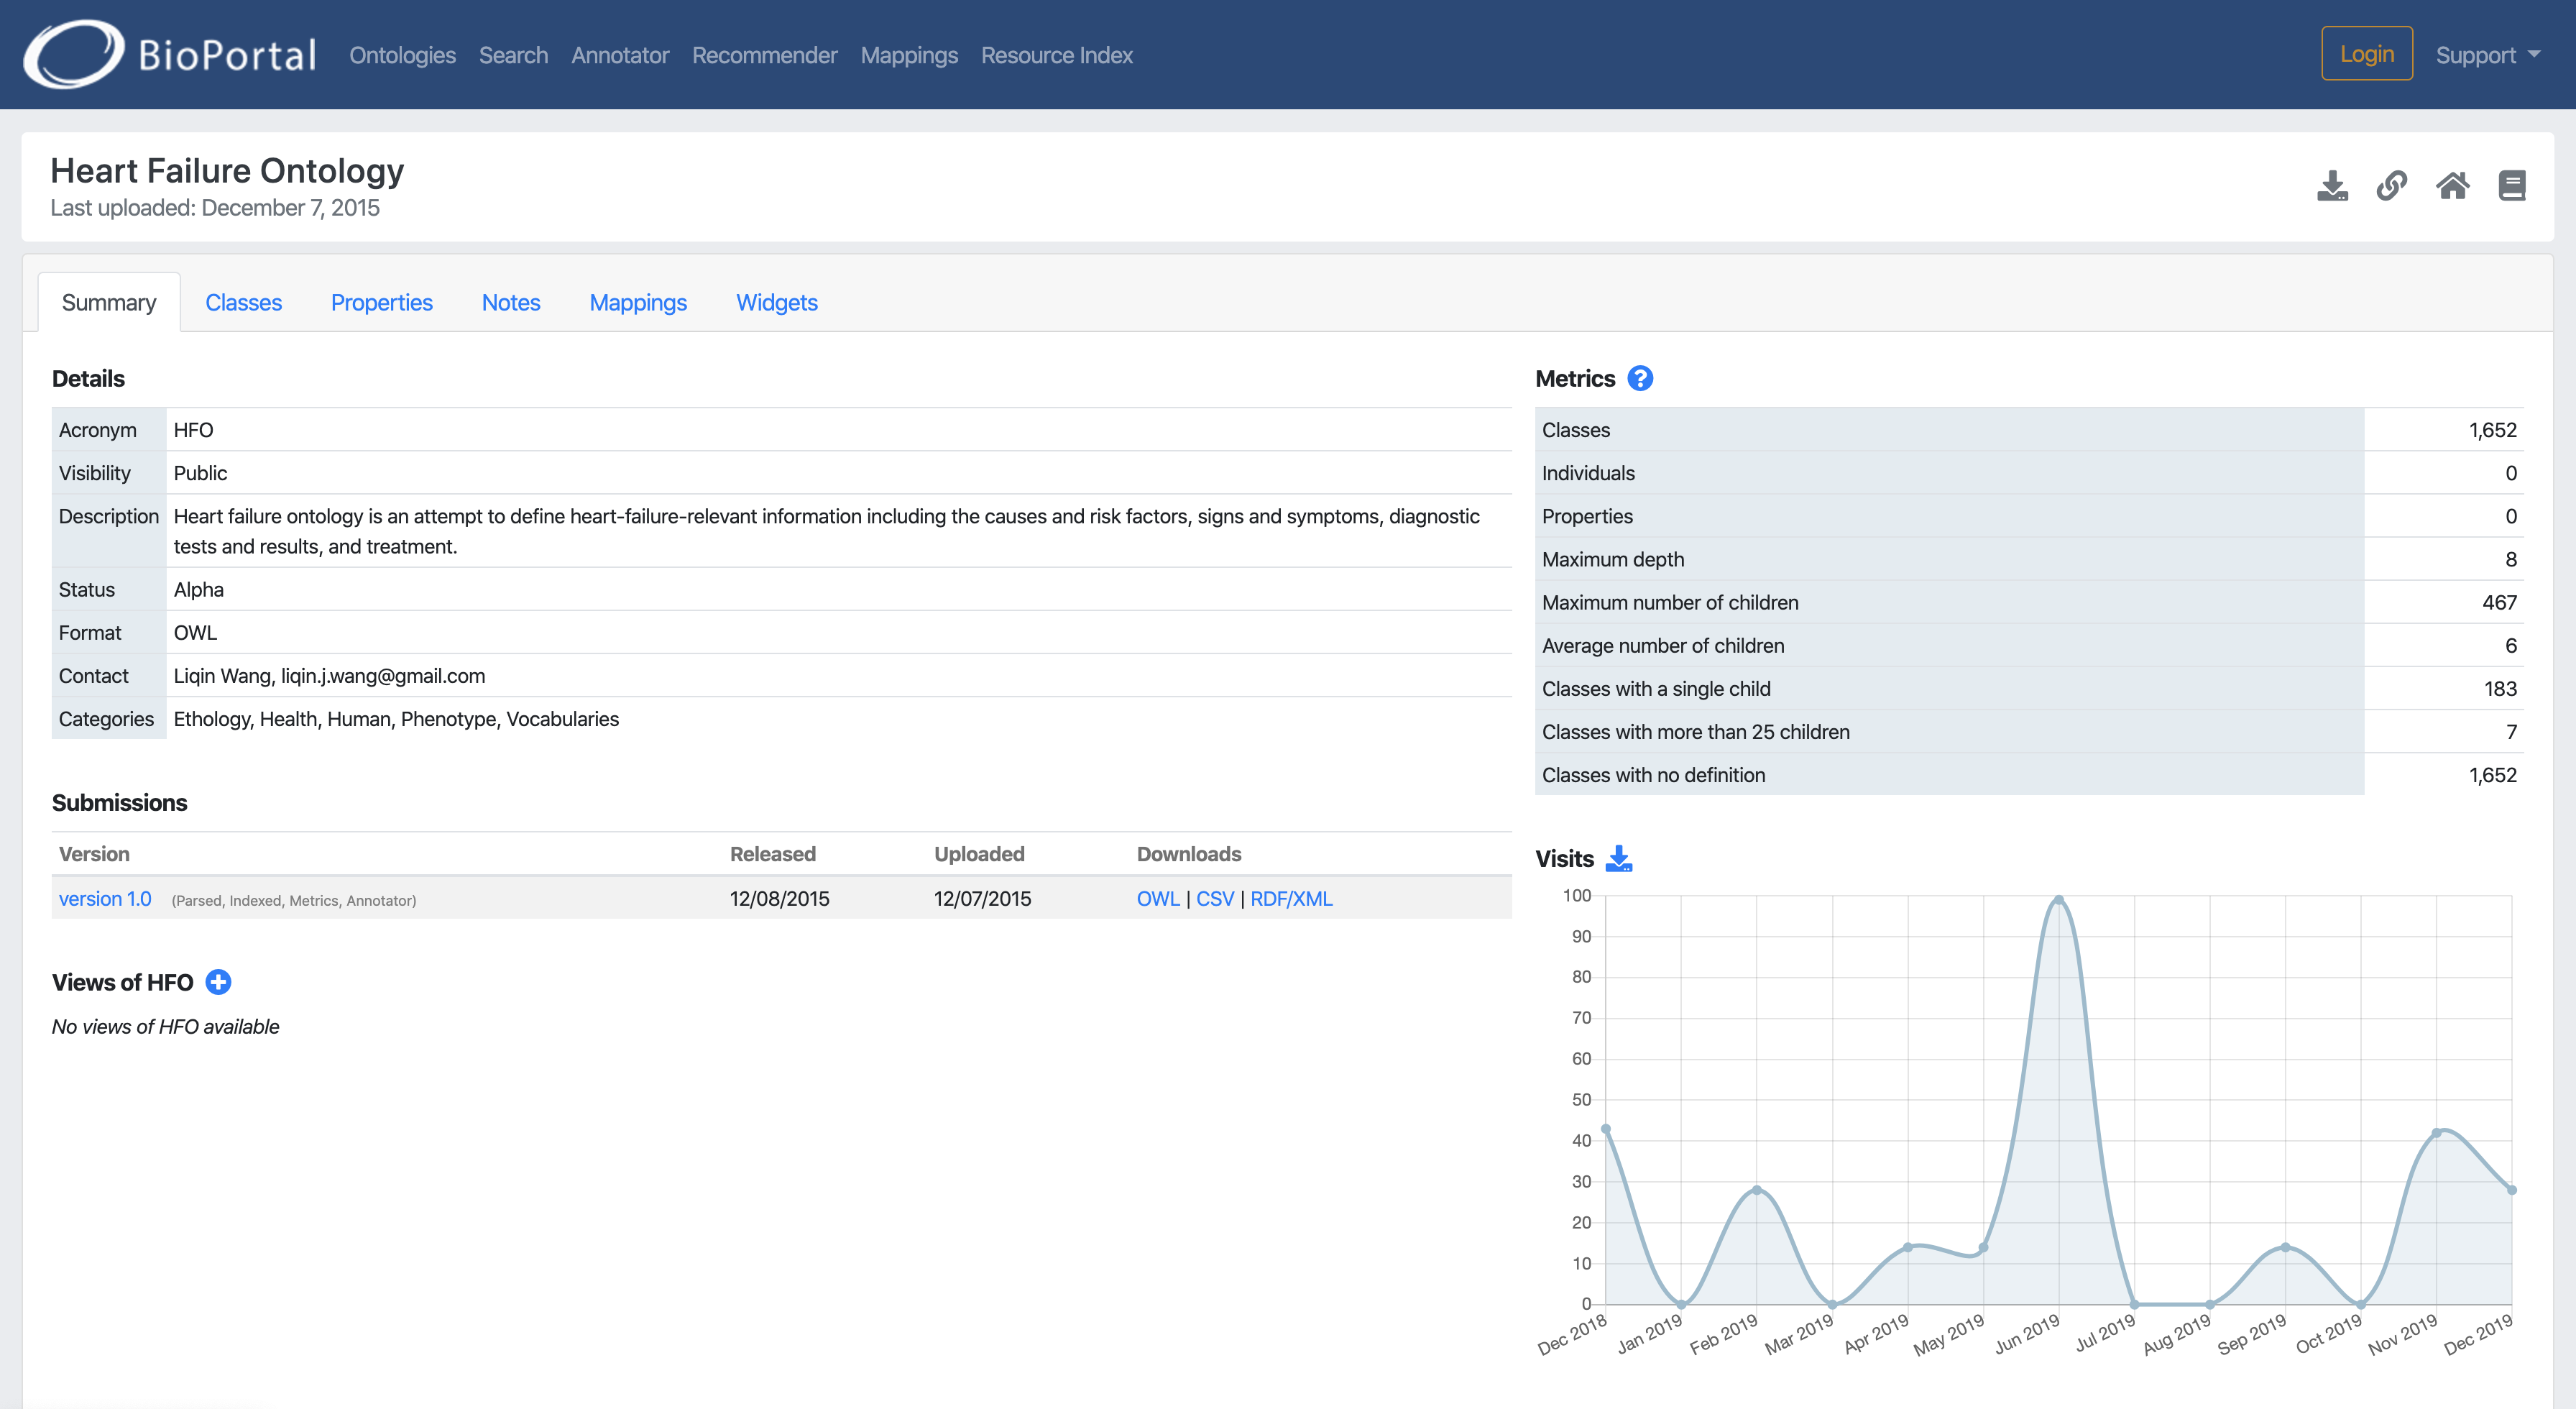 BioPortal Ontologies Search Annotator Recommender Mappings Resource Index Login Support
Heart Failure Ontology
Last uploaded: December 7, 2015
Summary Classes Properties Notes Mappings Widgets
Details
Acronym HFO
Visibility Public
Description Heart failure ontology is an attempt to define heart-failure-relevant information including the causes and risk factors, signs and symptoms, diagnostic
tests and results, and treatment.
Status Alpha
Format OWL
Contact Liqin Wang, liqin.j.wang@gmail.com
Categories Ethology, Health, Human, Phenotype, Vocabularies
Submissions
Version Released Uploaded Downloads
version 1.0 (Parsed, Indexed, Metrics, Annotator) 12/08/2015 12/07/2015 OWL | CSV | RDF/XML
Views of HFO
No views of HFO available
Metrics ?
Classes 1,652
Individuals 0
Properties 0
Maximum depth 8
Maximum number of children 467
Average number of children 6
Classes with a single child 183
Classes with more than 25 children 7
Classes with no definition 1,652
Visits
100
90
80
70
60
50
40
30
20
10
0
Dec 2018 Jan 2019 Feb 2019 Mar 2019 Apr 2019 May 2019 Jun 2019 Jul 2019 Aug 2019 Sep 2019 Oct 2019 Nov 2019 Dec 2019